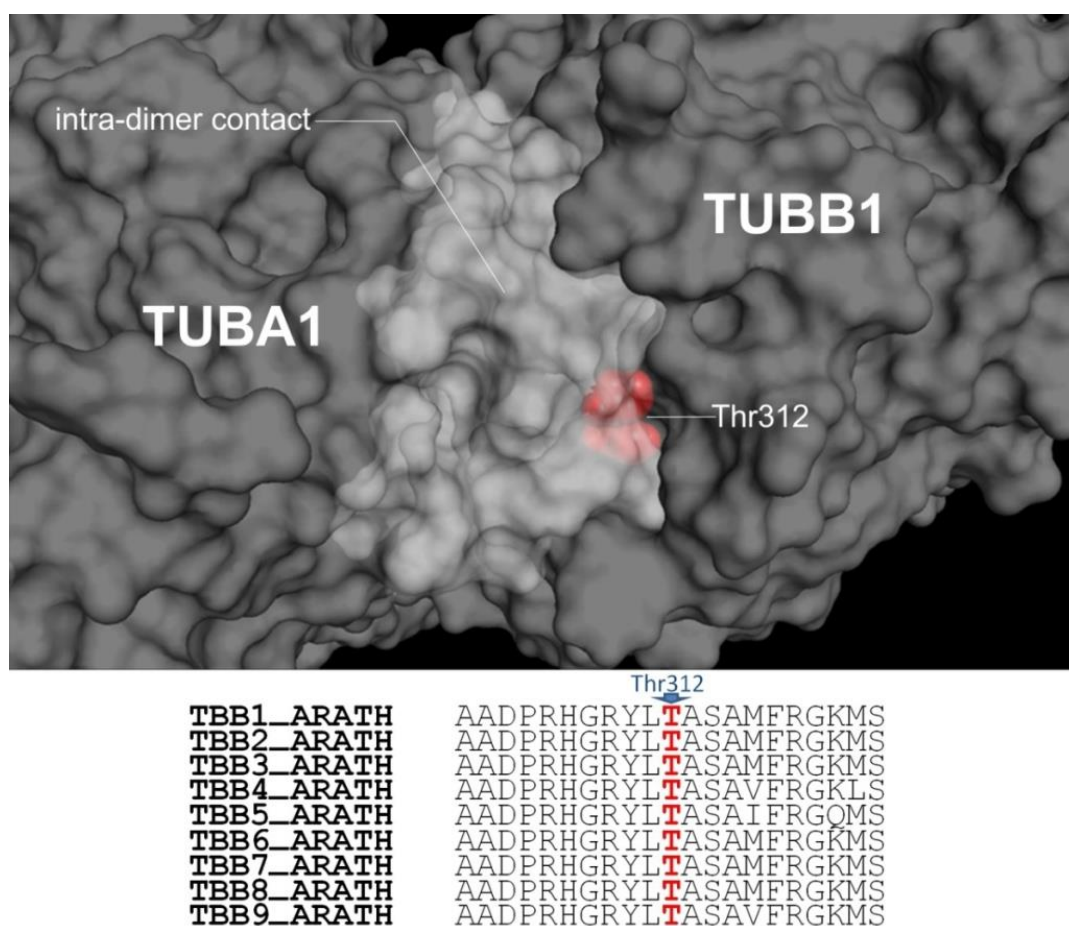 intra-dimer contact
TUBB1
TUBA1
Thr312
Thr312
TBB1_ARATH AADPRHGRYLTASAMFRGKMS
TBB2_ARATH AADPRHGRYLTASAMFRGKMS
TBB3_ARATH AADPRHGRYLTASAMFRGKMS
TBB4_ARATH AADPRHGRYLTASAVFRGKLS
TBB5_ARATH AADPRHGRYLTASAIFRGQMS
TBB6_ARATH AADPRHGRYLTASAMFRGKMS
TBB7_ARATH AADPRHGRYLTASAMFRGKMS
TBB8_ARATH AADPRHGRYLTASAMFRGKMS
TBB9_ARATH AADPRHGRYLTASAVFRGKMS